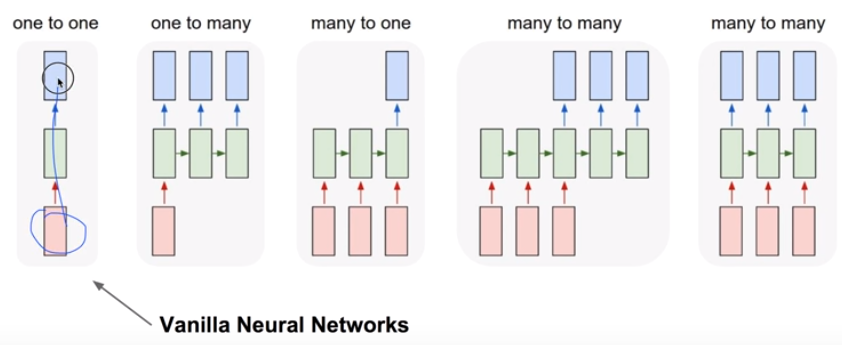 one to one
one to many
many to one
many to many
many to many
Vanilla Neural Networks